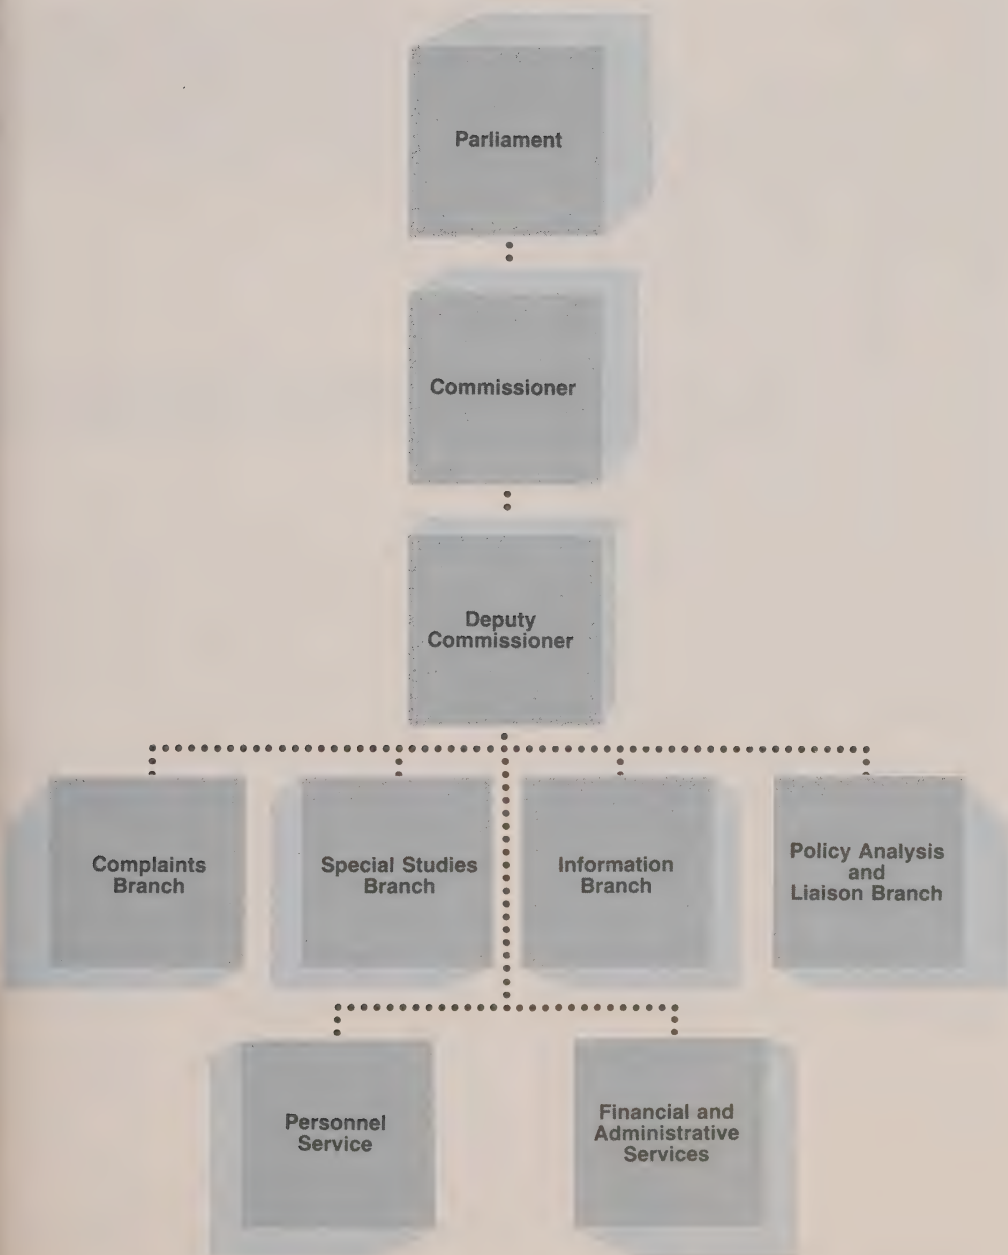 Parliament
Commissioner
Deputy
Commissioner
Complaints
Branch
Special Studies
Branch
Information
Branch
Policy Analysis
and
Liaison Branch
Personnel
Service
Financial and
Administrative
Services